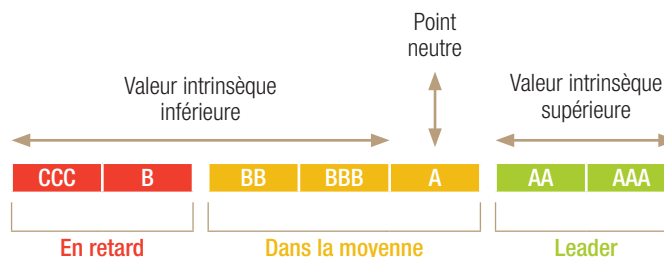 Point
neutre
Valeur intrinsèque
inférieure
Valeur intrinsèque
supérieure
CCC B BB BBB A AA AAA
En retard Dans la moyenne Leader